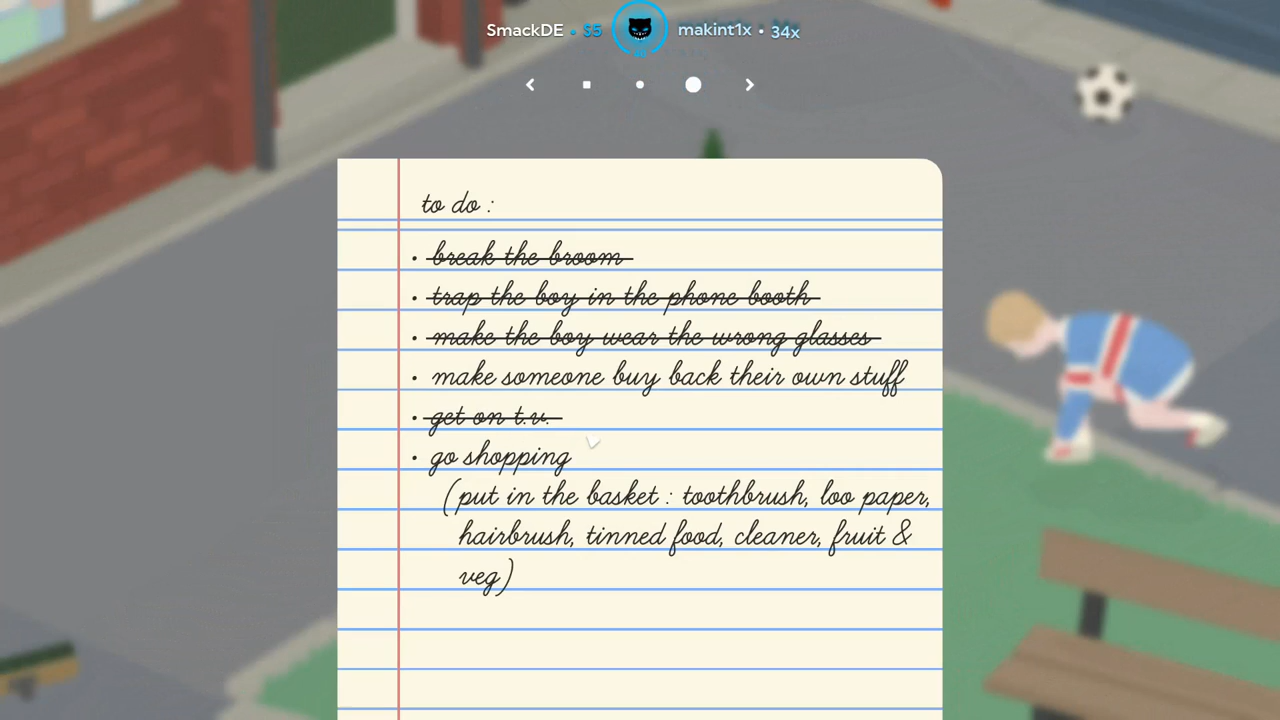 SmackDE • $5 makint1x • 34x
to do :
• break the broom
• trap the boy in the phone booth
• make the boy wear the wrong glasses
• make someone buy back their own stuff
• get on t.v.
• go shopping
(put in the basket : toothbrush, loo paper,
hairbrush, tinned food, cleaner, fruit &
veg)